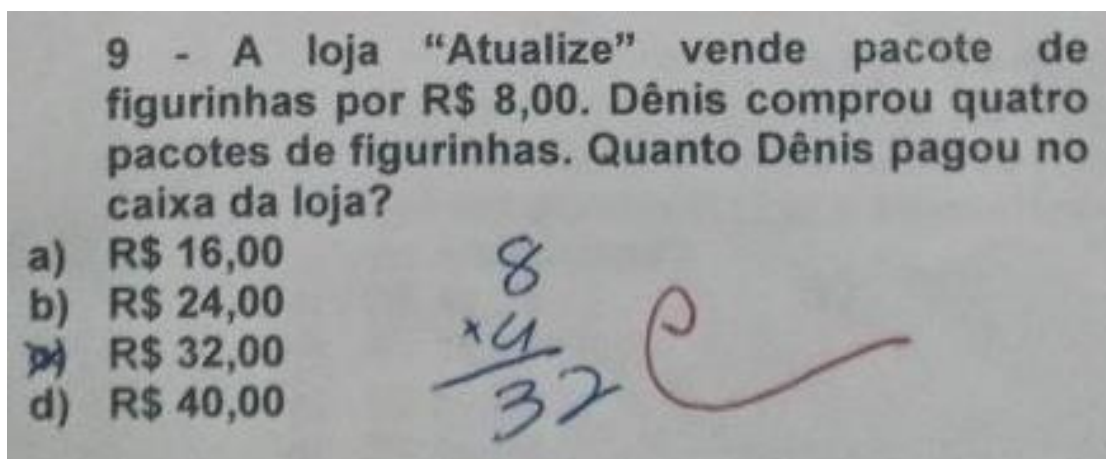 9 - A loja “Atualize” vende pacote de
figurinhas por R$ 8,00. Dênis comprou quatro
pacotes de figurinhas. Quanto Dênis pagou no
caixa da loja?
a) R$ 16,00
b) R$ 24,00
R$ 32,00
d) R$ 40,00
8
x4
32